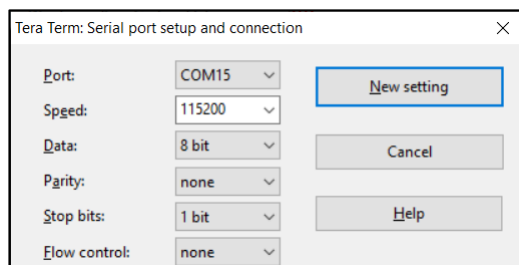 Tera Term: Serial port setup and connection
Port: COM15
New setting
Speed: 115200
Data: 8 bit
Cancel
Parity: none
Stop bits: 1 bit
Help
Flow control: none